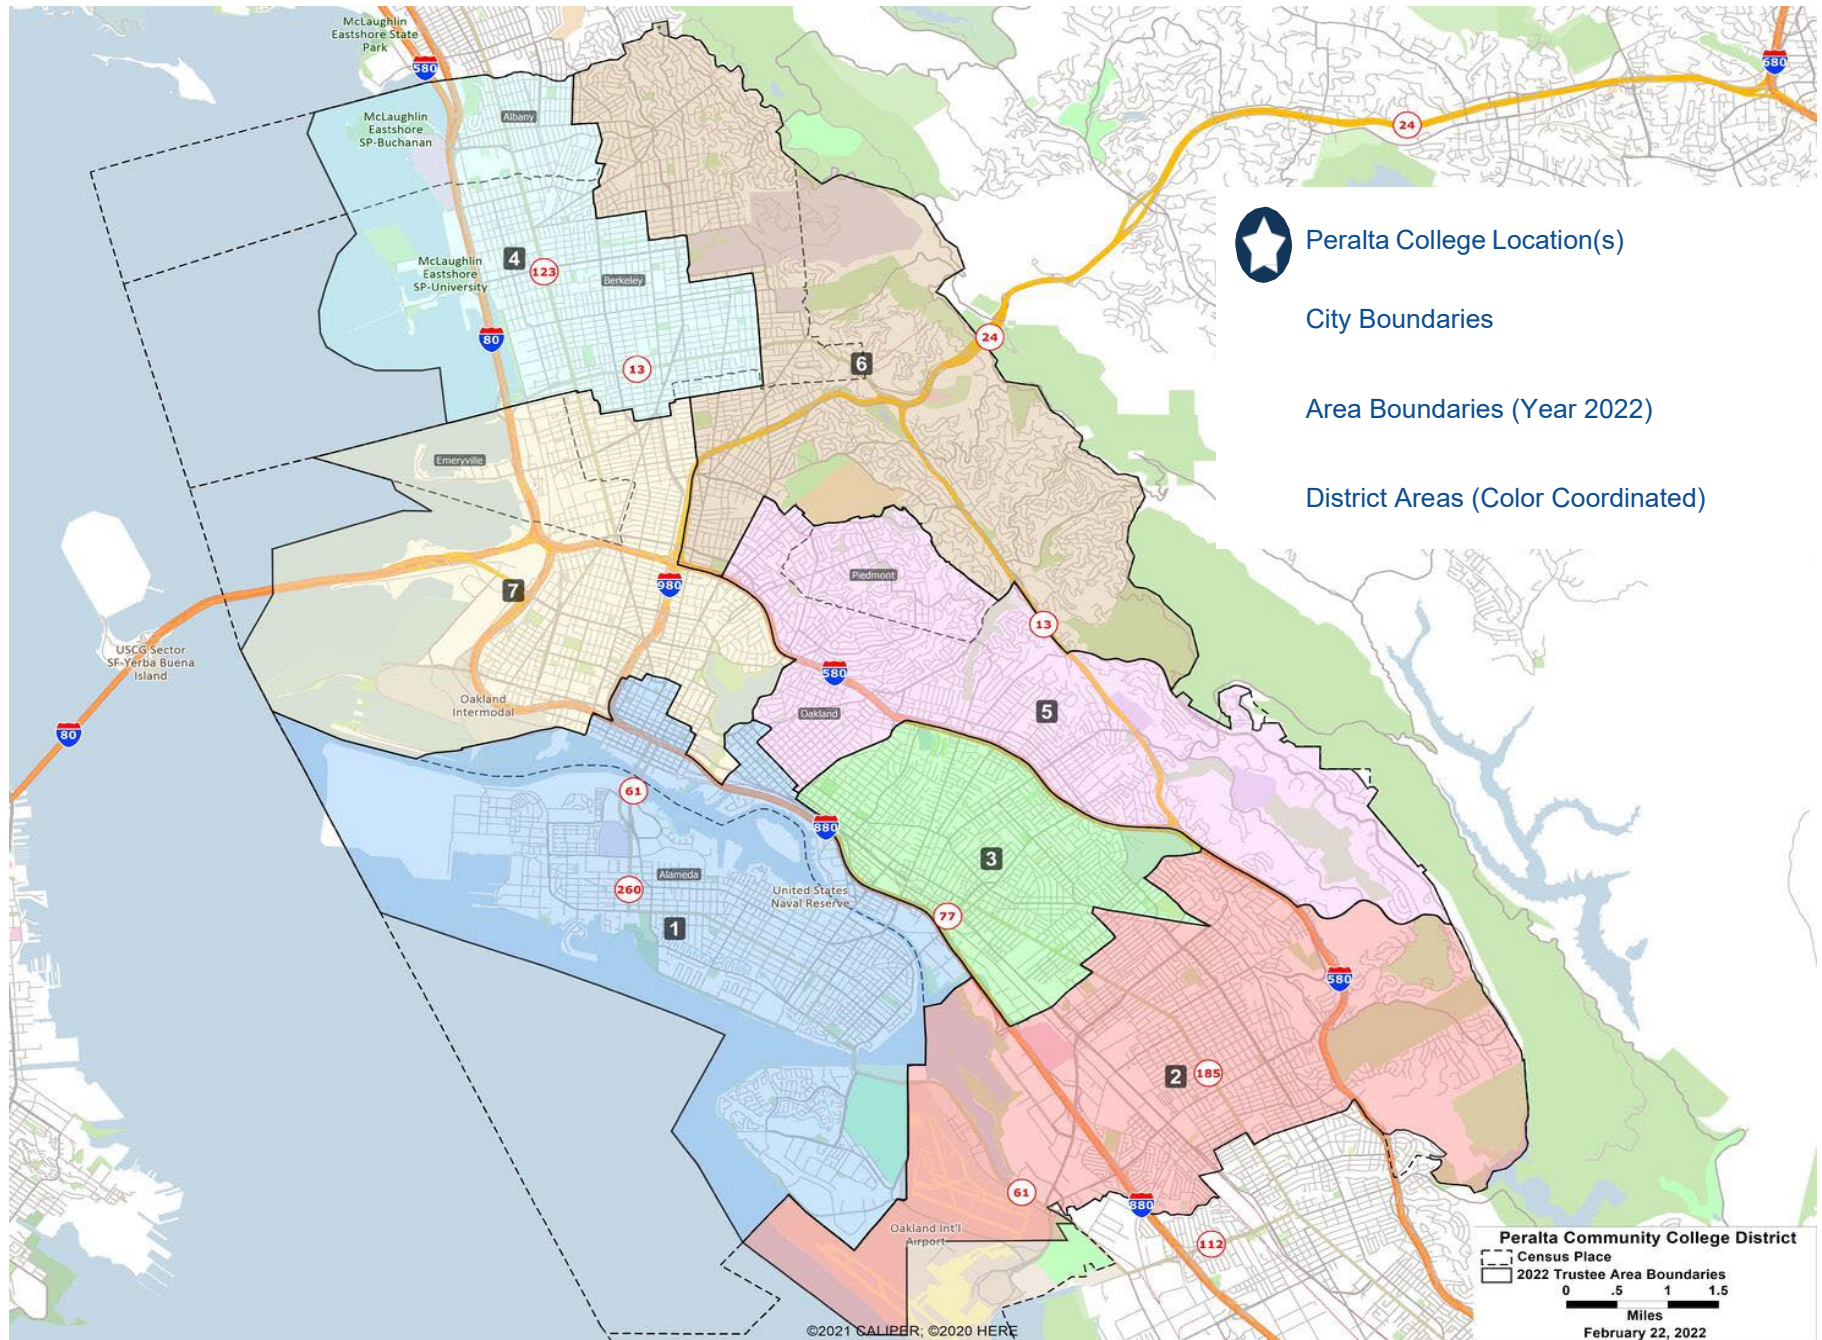 McLaughlin
Eastshore State
Park
580
680
McLaughlin
Eastshore
SP-Buchanan
Albany
24
Peralta College Location(s)
McLaughlin
Eastshore
SP-University
4
123
Berkeley
City Boundaries
80
24
13
6
Area Boundaries (Year 2022)
Emeryville
District Areas (Color Coordinated)
7
980
Piedmont
13
USCG Sector
SF-Yerba Buena
Island
580
Oakland
Intermodal
Oakland
5
80
61
880
3
260
Alameda
United States
Naval Reserve
1
77
580
2
185
61
880
Oakland Int'l
Airport
112
Peralta Community College District
Census Place
2022 Trustee Area Boundaries
0 .5 1 1.5
Miles
February 22, 2022
©2021 CALIPER; ©2020 HERE